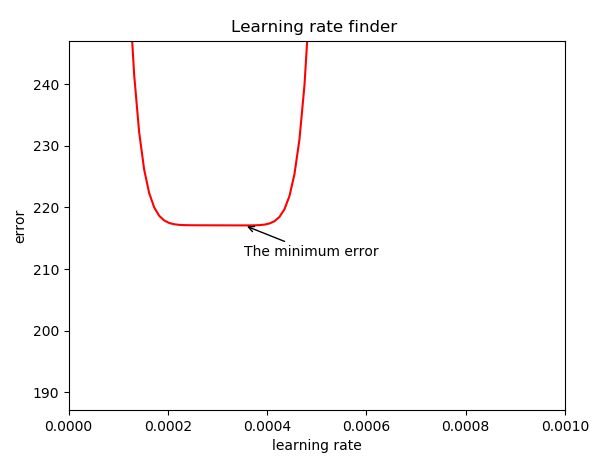 Learning rate finder
240
230
220
210
200
190
error
The minimum error
0.0000 0.0002 0.0004 0.0006 0.0008 0.0010
learning rate